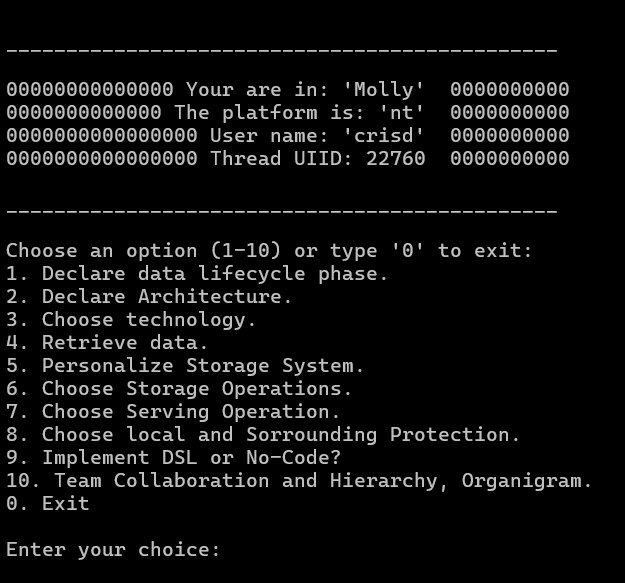 ______________________________________________
00000000000000 Your are in: 'Molly'  0000000000
0000000000000 The platform is: 'nt'  0000000000
0000000000000000 User name: 'crisd'  0000000000
0000000000000000 Thread UIID: 22760  0000000000
______________________________________________
Choose an option (1-10) or type '0' to exit:
1. Declare data lifecycle phase.
2. Declare Architecture.
3. Choose technology.
4. Retrieve data.
5. Personalize Storage System.
6. Choose Storage Operations.
7. Choose Serving Operation.
8. Choose local and Sorrounding Protection.
9. Implement DSL or No-Code?
10. Team Collaboration and Hierarchy, Organigram.
0. Exit
Enter your choice: